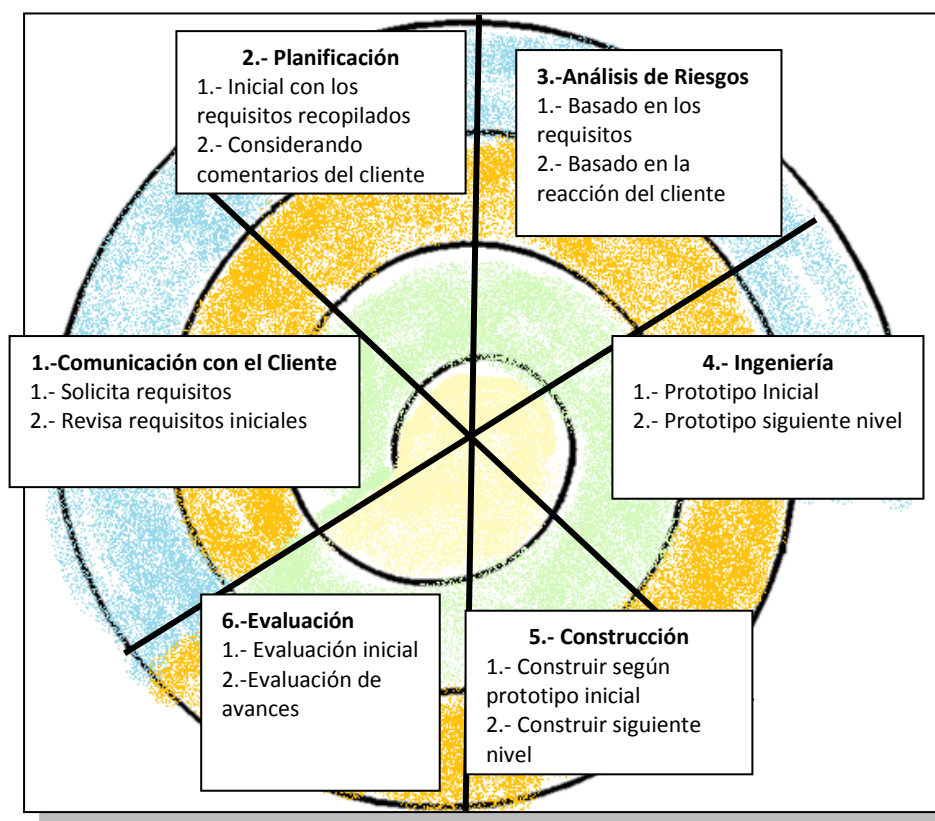 2.- Planificación
1.- Inicial con los
requisitos recopilados
2.- Considerando
comentarios del cliente
3.-Análisis de Riesgos
1.- Basado en los
requisitos
2.- Basado en la
reacción del cliente
1.-Comunicación con el Cliente
1.- Solicita requisitos
2.- Revisa requisitos iniciales
4.- Ingeniería
1.- Prototipo Inicial
2.- Prototipo siguiente nivel
6.-Evaluación
1.- Evaluación inicial
2.-Evaluación de
avances
5.- Construcción
1.- Construir según
prototipo inicial
2.- Construir siguiente
nivel